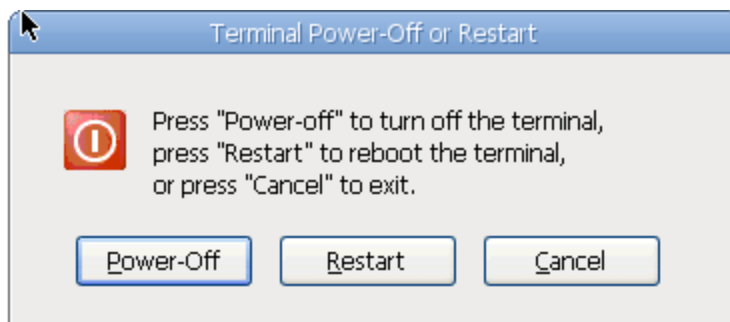 Terminal Power-Off or Restart
Press "Power-off" to turn off the terminal,
press "Restart" to reboot the terminal,
or press "Cancel" to exit.
Power-Off Restart Cancel